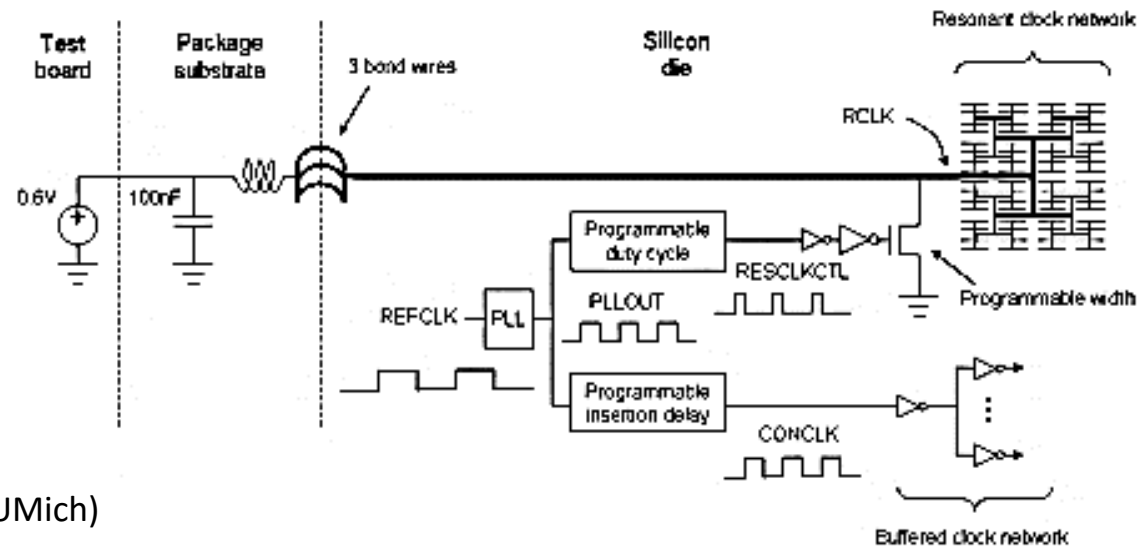 Resonant clock network
Test
board
Package
substrate
3 bond wires
Silicon
die
RCLK
0.6V
100nF
Programmable
duty cycle
RESCLKCTL
Programmable width
REFCLK
PLL
PLLOUT
Programmable
insertion delay
CONCLK
UMich)
Buffered clock network